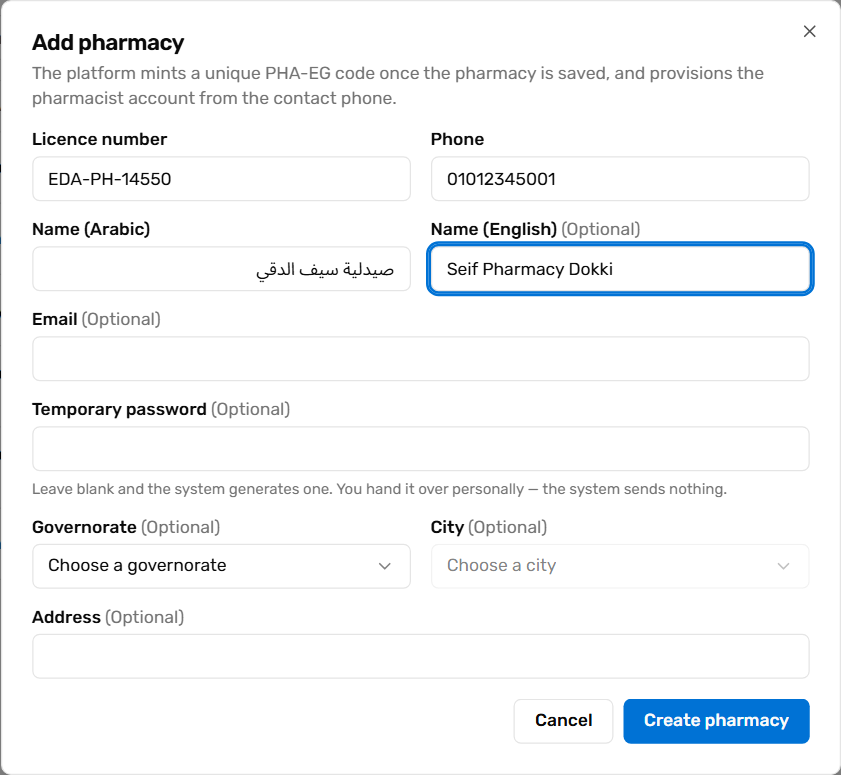 Add pharmacy
The platform mints a unique PHA-EG code once the pharmacy is saved, and provisions the
pharmacist account from the contact phone.
Licence number
Phone
EDA-PH-14550
01012345001
Name (Arabic)
Name (English) (Optional)
صيدلية سيف الدقي
Seif Pharmacy Dokki
Email (Optional)
Temporary password (Optional)
Leave blank and the system generates one. You hand it over personally — the system sends nothing.
Governorate (Optional)
City (Optional)
Choose a governorate
Choose a city
Address (Optional)
Cancel
Create pharmacy